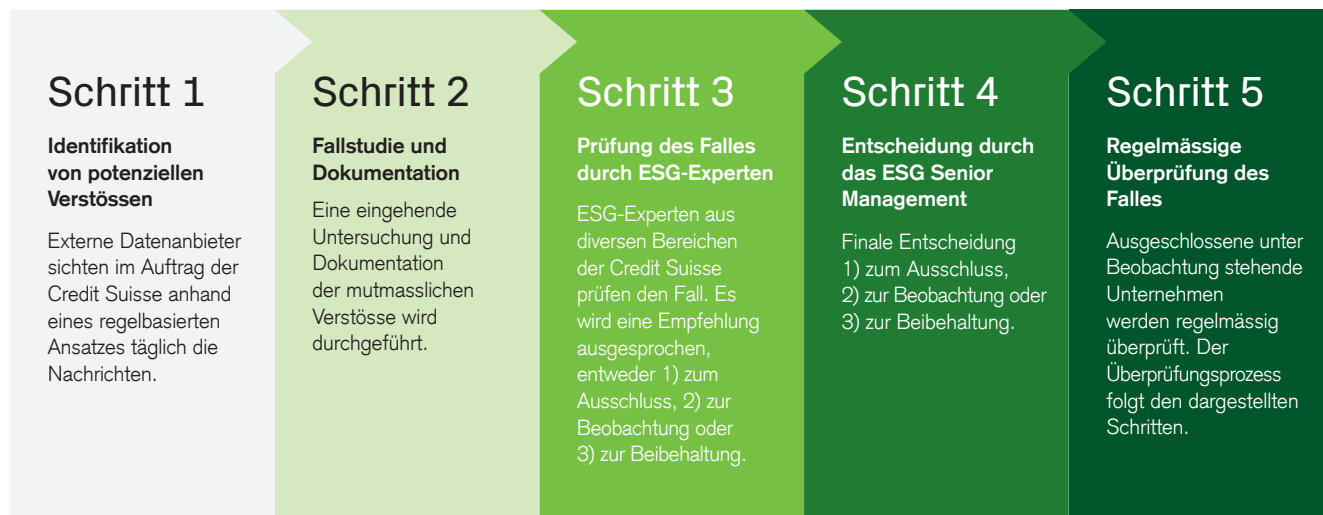 Schritt 1
Identifikation
von potenziellen
Verstössen
Externe Datenanbieter
sichten im Auftrag der
Credit Suisse anhand
eines regelbasierten
Ansatzes täglich die
Nachrichten.
Schritt 2
Fallstudie und
Dokumentation
Eine eingehende
Untersuchung und
Dokumentation
der mutmasslichen
Verstösse wird
durchgeführt.
Schritt 3
Prüfung des Falles
durch ESG-Experten
ESG-Experten aus
diversen Bereichen
der Credit Suisse
prüfen den Fall. Es
wird eine Empfehlung
ausgesprochen,
entweder 1) zum
Ausschluss, 2) zur
Beobachtung oder
3) zur Beibehaltung.
Schritt 4
Entscheidung durch
das ESG Senior
Management
Finale Entscheidung
1) zum Ausschluss,
2) zur Beobachtung oder
3) zur Beibehaltung.
Schritt 5
Regelmässige
Überprüfung des
Falles
Ausgeschlossene unter
Beobachtung stehende
Unternehmen
werden regelmässig
überprüft. Der
Überprüfungsprozess
folgt den dargestellten
Schritten.